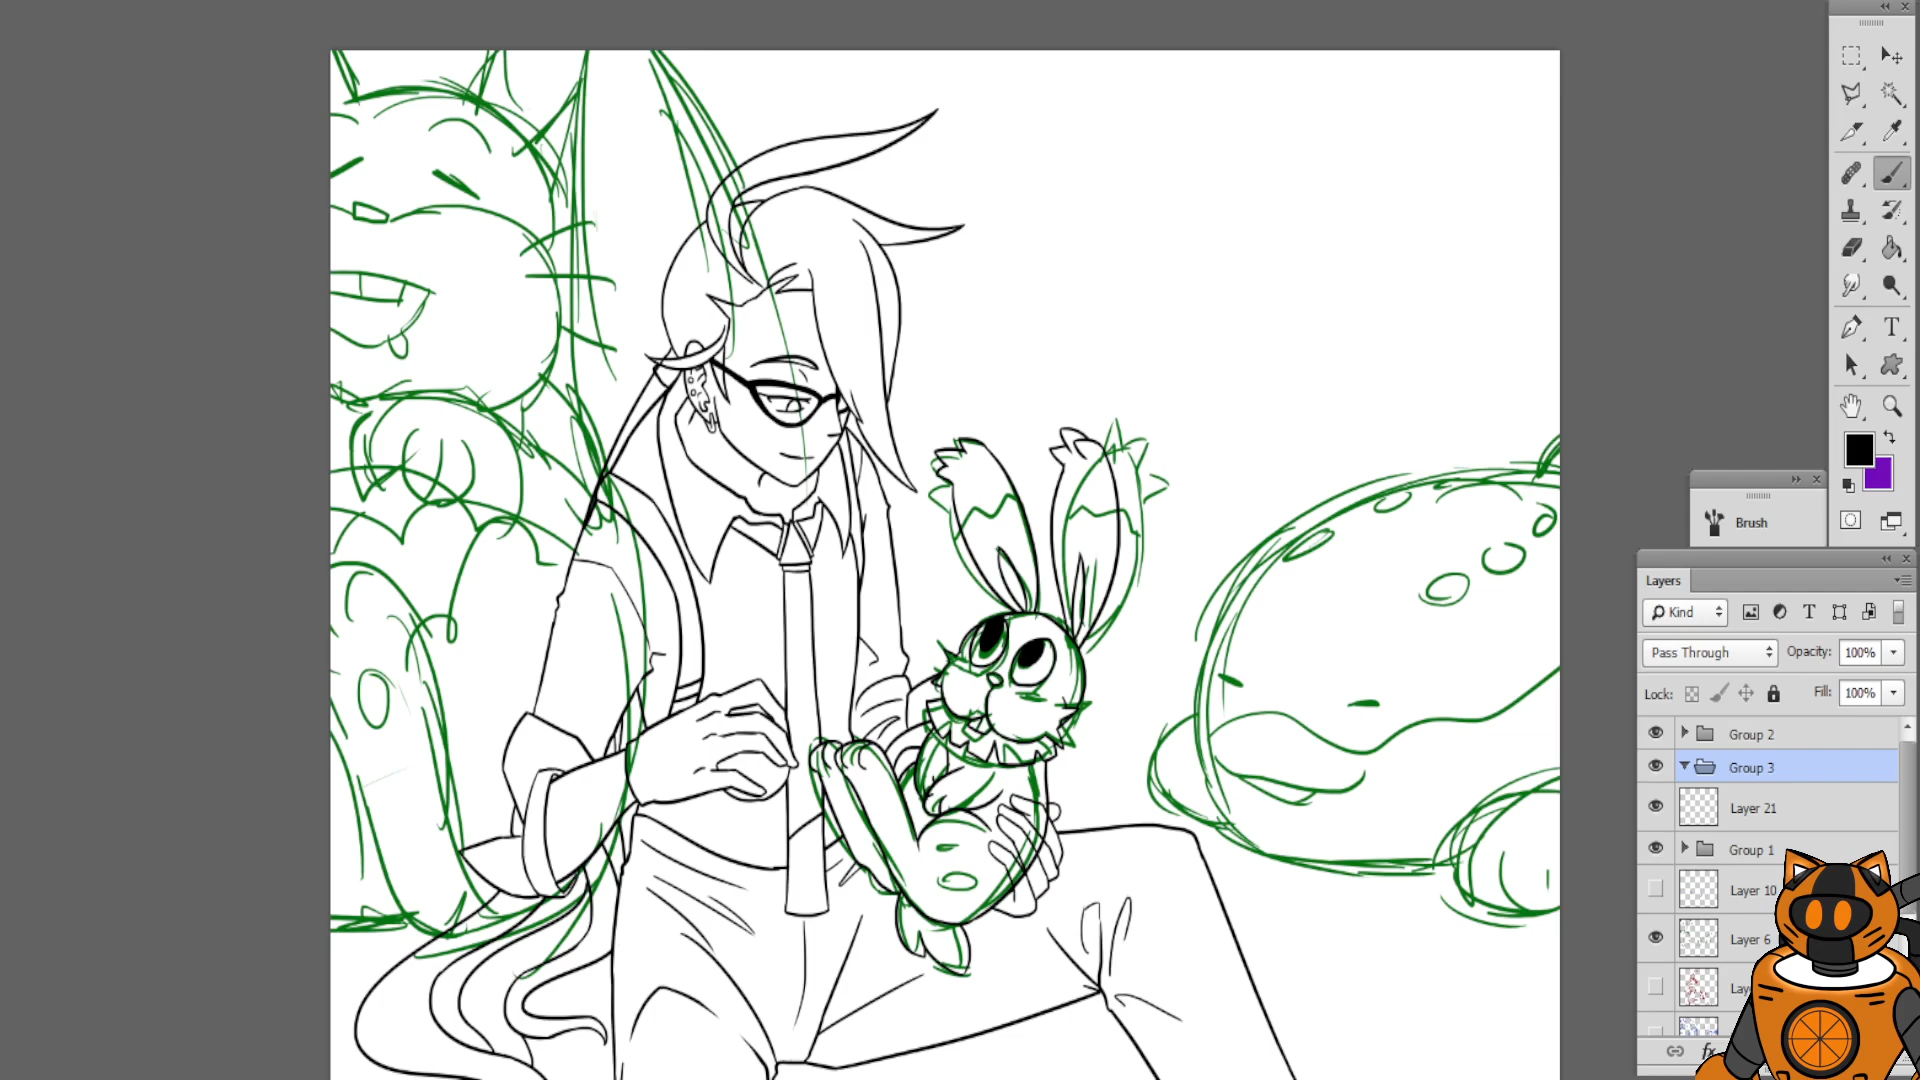 T
Brush
Layers
Kind
T
Pass Through
Opacity: 100%
Lock:
Fill: 100%
Group 2
Group 3
Layer 21
Group 1
Layer 10
Layer 6
fx